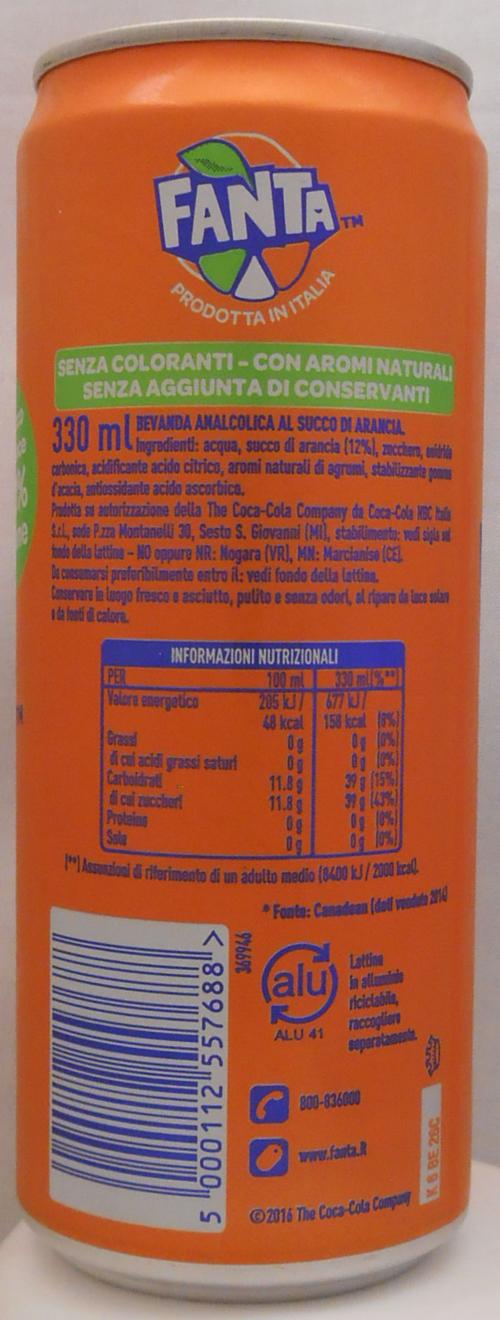 FANTA™
PRODOTTA IN ITALIA
SENZA COLORANTI - CON AROMI NATURALI
SENZA AGGIUNTA DI CONSERVANTI
330 ml BEVANDA ANALCOLICA AL SUCCO DI ARANCIA.
Ingredienti: acqua, succo di arancia (12%), zucchero, anidride
carbonica, acidificante acido citrico, aromi naturali di agrumi, stabilizzante gomma
d'acacia, antiossidante acido ascorbico.
Prodotta su autorizzazione della The Coca-Cola Company da Coca-Cola HBC Italia
S.r.l., sede P.zza Montanelli 30, Sesto S. Giovanni (MI), stabilimento: vedi sigla sul
fondo della lattina - NO oppure NR: Nogara (VR), MN: Marcianise (CE).
Da consumarsi preferibilmente entro il: vedi fondo della lattina.
Conservare in luogo fresco e asciutto, pulito e senza odori, al riparo da luce solare
e da fonti di calore.
INFORMAZIONI NUTRIZIONALI
PER 100 ml 330 ml(%**)
Valore energetico 205 kJ/ 677 kJ/
48 kcal 158 kcal (8%)
Grassi 0 g 0 g (0%)
di cui acidi grassi saturi 0 g 0 g (0%)
Carboidrati 11.8 g 39 g (15%)
di cui zuccheri 11.8 g 39 g (43%)
Proteine 0 g 0 g (0%)
Sale 0 g 0 g (0%)
(**) Assunzioni di riferimento di un adulto medio (8400 kJ / 2000 kcal).
* Fonte: Canadean (dati vendute 2014)
369946
alu
ALU 41
Lattina
in alluminio
riciclabile,
raccogliere
separatamente.
800-836000
www.fanta.it
K 6 BE 26C
©2016 The Coca-Cola Company
5 000112 557688 >